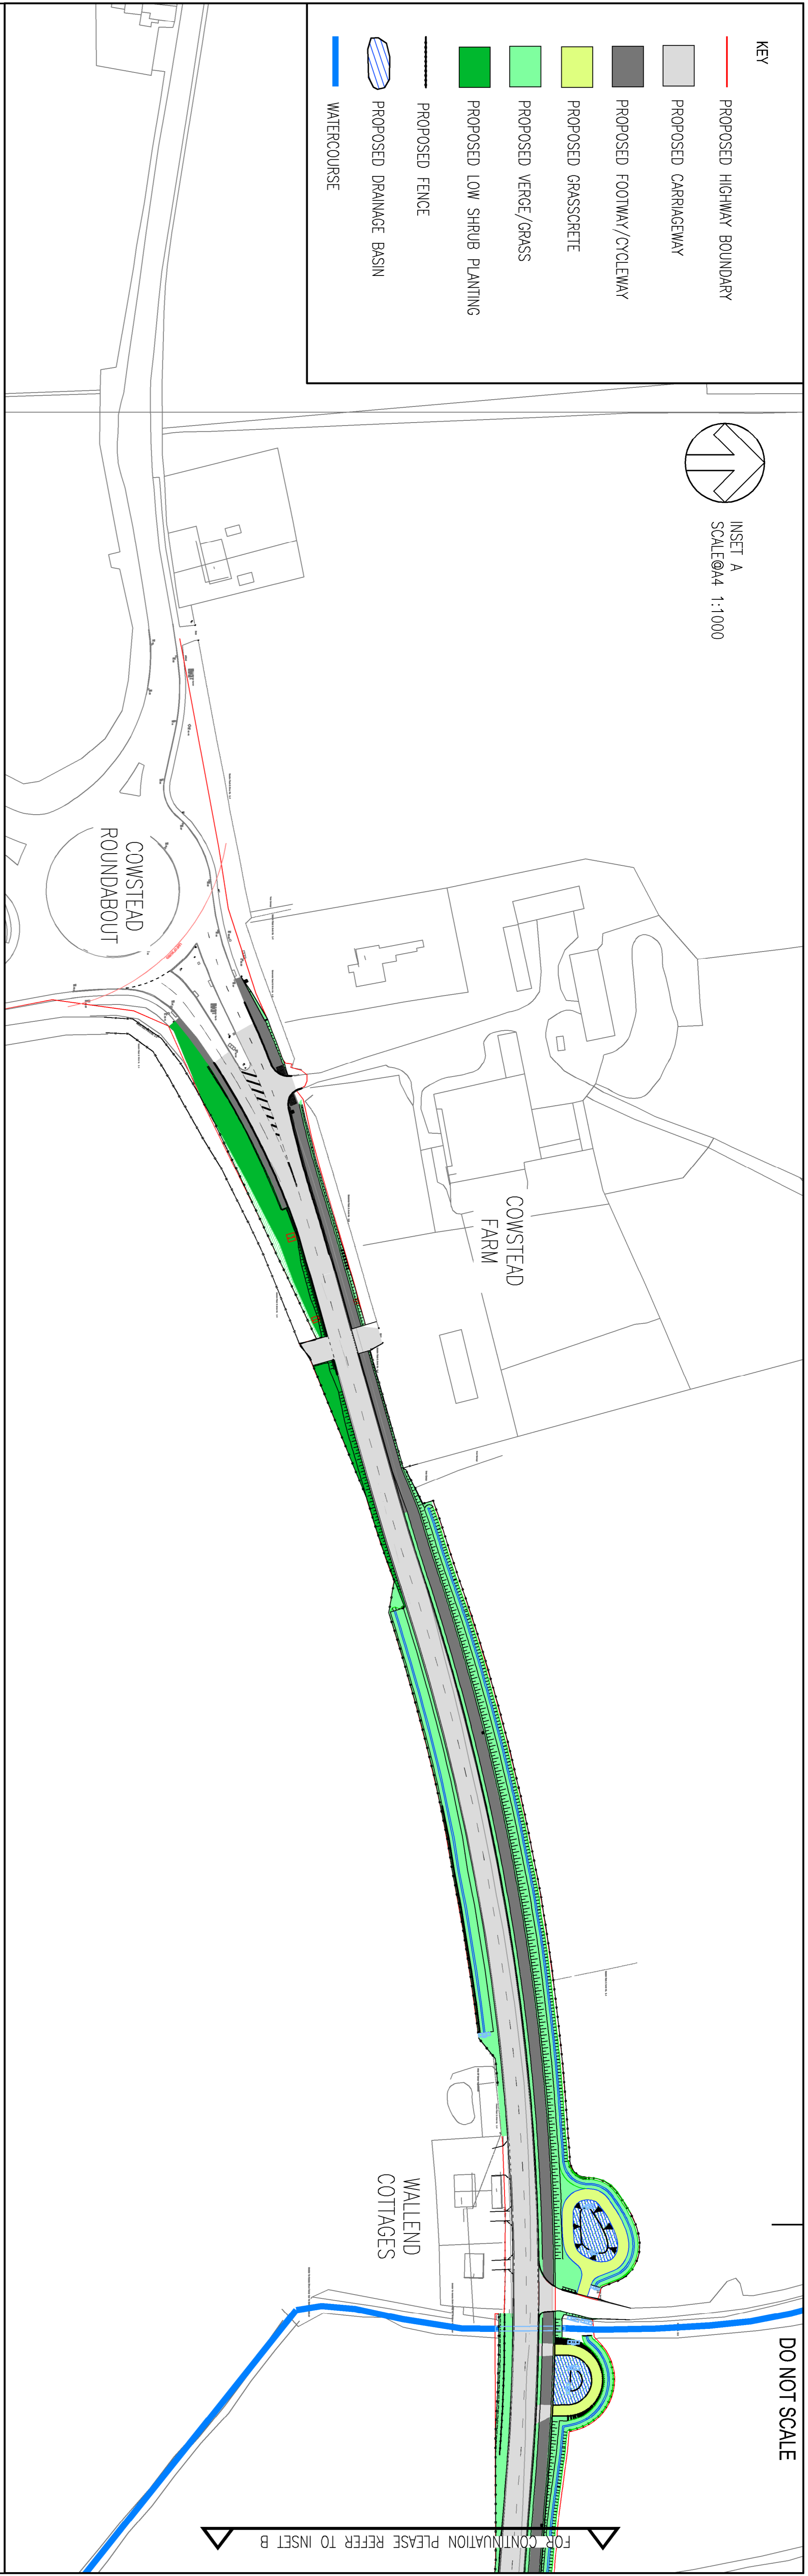 KEY
PROPOSED HIGHWAY BOUNDARY
PROPOSED CARRIAGEWAY
PROPOSED FOOTWAY/CYCLEWAY
PROPOSED GRASSCRETE
PROPOSED VERGE/GRASS
PROPOSED LOW SHRUB PLANTING
PROPOSED FENCE
PROPOSED DRAINAGE BASIN
WATERCOURSE
INSET A
SCALE@A4 1:1000
COWSTEAD
ROUNDABOUT
COWSTEAD
FARM
WALLEND
COTTAGES
DO NOT SCALE
FOR CONTINUATION PLEASE REFER TO INSET B